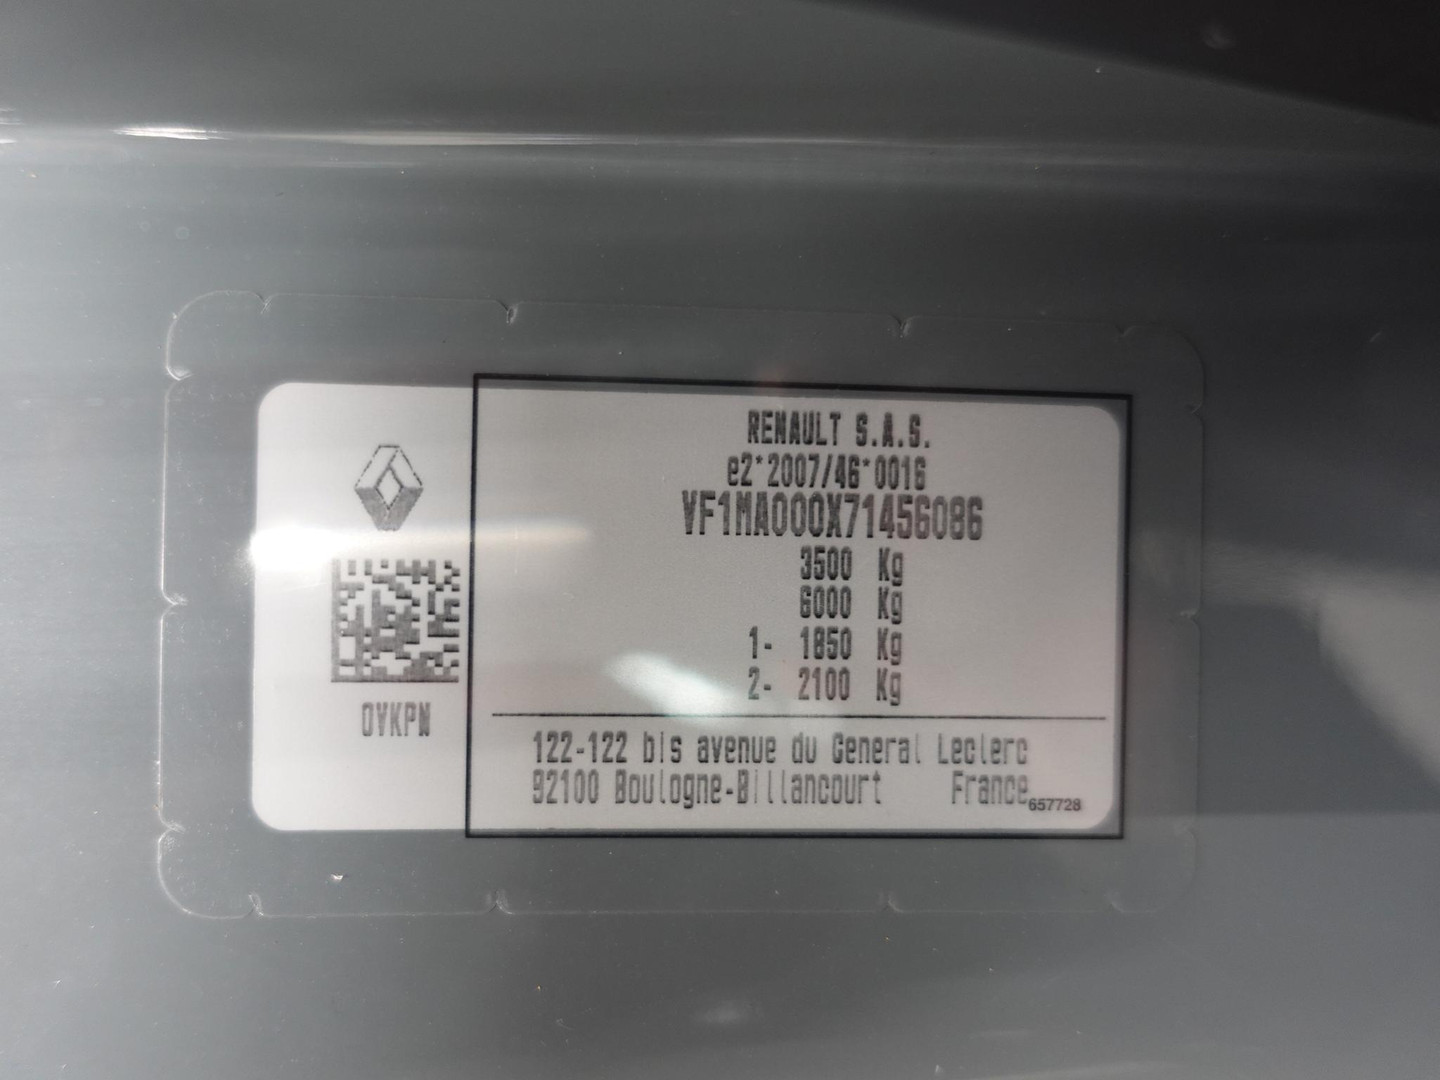 RENAULT S.A.S.
e2*2007/46*0016
VF1MA000X71456086
3500 Kg
6000 Kg
1- 1850 Kg
2- 2100 Kg
OVKPN
122-122 bis avenue du General Leclerc
92100 Boulogne-Billancourt France
657728